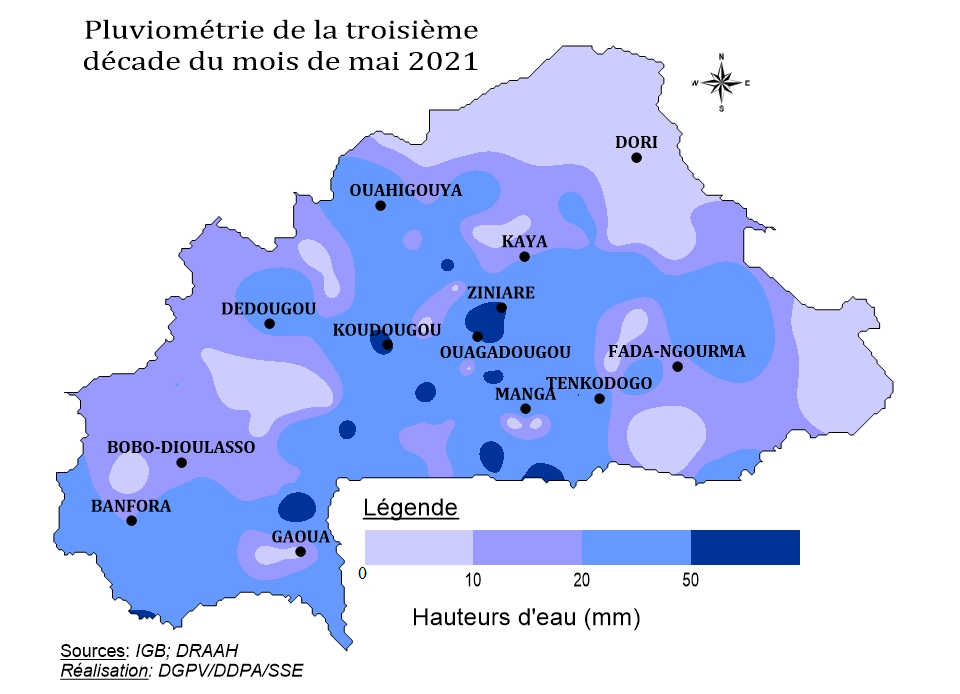 Pluviométrie de la troisième
décade du mois de mai 2021
N
W E
S
DORI
OUAHIGOUYA
KAYA
ZINIARE
DEDOUGOU
KOUDOUGOU
OUAGADOUGOU
FADA-NGOURMA
TENKODOGO
MANGA
BOBO-DIOULASSO
BANFORA
GAOUA
Légende
0 10 20 50
Hauteurs d'eau (mm)
Sources: IGB; DRAAH
Réalisation: DGPV/DDPA/SSE